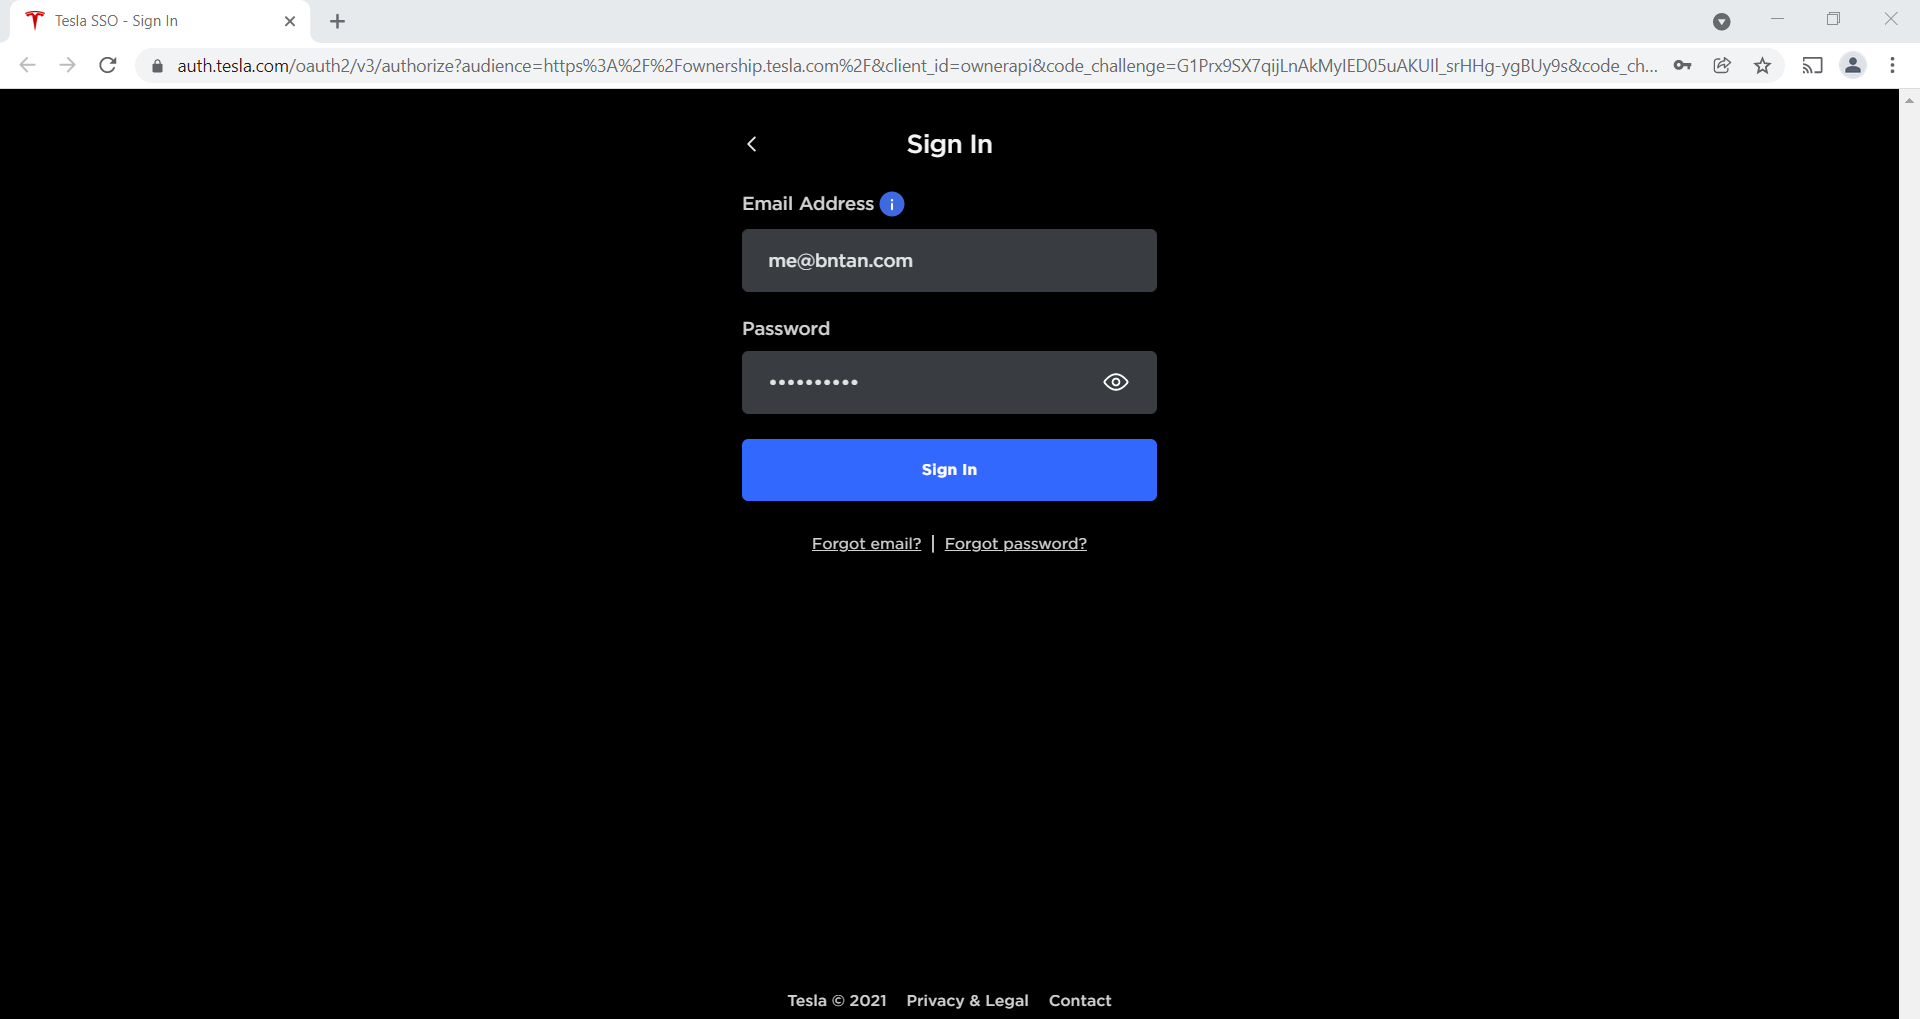 Tesla SSO - Sign In
auth.tesla.com/oauth2/v3/authorize?audience=https%3A%2F%2Fownership.tesla.com%2F&client_id=ownerapi&code_challenge=G1Prx9SX7qijLnAkMyIED05uAKUIl_srHHg-ygBUy9s&code_ch...
Sign In
Email Address i
me@bntan.com
Password
••••••••••
Sign In
Forgot email? | Forgot password?
Tesla © 2021 Privacy & Legal Contact